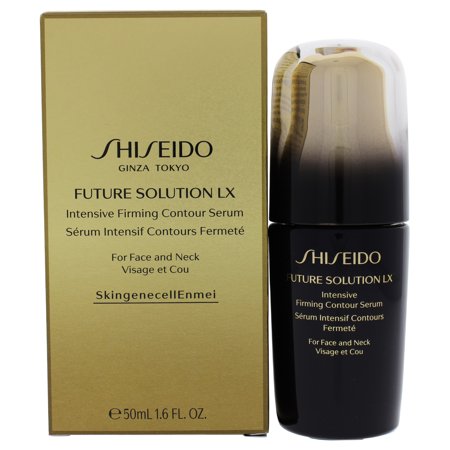 SHISEIDO
GINZA TOKYO
FUTURE SOLUTION LX
Intensive Firming Contour Serum
Sérum Intensif Contours Fermeté
For Face and Neck
Visage et Cou
SkingenecellEnmei
℮50mL1.6 FL. OZ.
SHISEIDO
FUTURE SOLUTION LX
Intensive
Firming Contour Serum
Sérum Intensif Contours
Fermeté
For Face and Neck
Visage et Cou